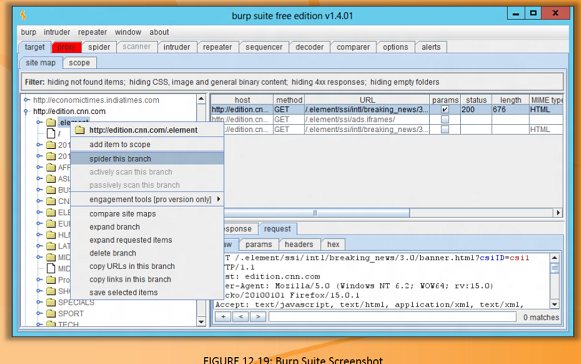 burp suite free edition v1.4.01
burp intruder repeater window about
target proxy spider scanner intruder repeater sequencer decoder comparer options alerts
site map scope
Filter: hiding not found items; hiding CSS, image and general binary content; hiding 4xx responses; hiding empty folders
http://economictimes.indiatimes.com
http://edition.cnn.com
.element
/
201
201
AFR
ASI
BUS
CNI
ELE
EUR
HLN
LAT
MID
MID
Pro
SHO
SPECIALS
SPORT
TECH
http://edition.cnn.com/.element
add item to scope
spider this branch
actively scan this branch
passively scan this branch
engagement tools [pro version only]
compare site maps
expand branch
expand requested items
delete branch
copy URLs in this branch
copy links in this branch
save selected items
host method URL params status length MIME type
http://edition.cn... GET /.element/ssi/intl/breaking_news/3... 200 676 HTML
http://edition.cn... GET /.element/ssi/ads.iframes/
http://edition.cn... GET /.element/ssi/intl/breaking_news/3... HTML
response request
raw params headers hex
T /.element/ssi/intl/breaking_news/3.0/banner.html?csiID=csi1
TP/1.1
st: edition.cnn.com
er-Agent: Mozilla/5.0 (Windows NT 6.2; WOW64; rv:15.0)
cko/20100101 Firefox/15.0.1
Accept: text/javascript, text/html, application/xml, text/xml,
+ < > 0 matches
FIGURE 12.19: Burp Suite Screenshot